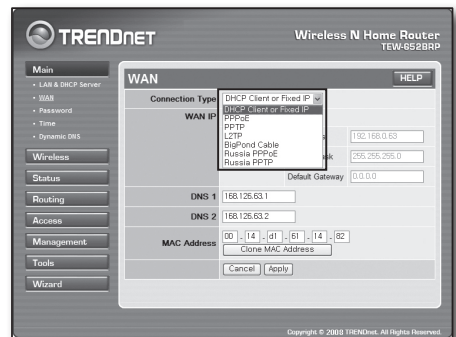 TRENDNET
Wireless N Home Router
TEW-652BRP
Main
• LAN & DHCP Server
• WAN
• Password
• Time
• Dynamic DNS
Wireless
Status
Routing
Access
Management
Tools
Wizard
WAN
HELP
Connection Type DHCP Client or Fixed IP
DHCP Client or Fixed IP
PPPoE
PPTP
L2TP
BigPond Cable
Russia PPPoE
Russia PPTP
WAN IP
192.168.0.63
255.255.255.0
Default Gateway 0.0.0.0
DNS 1 168.126.63.1
DNS 2 168.126.63.2
MAC Address 00 - 14 - d1 - 61 - 14 - 82
Clone MAC Address
Cancel Apply
Copyright © 2009 TRENDnet. All Rights Reserved.